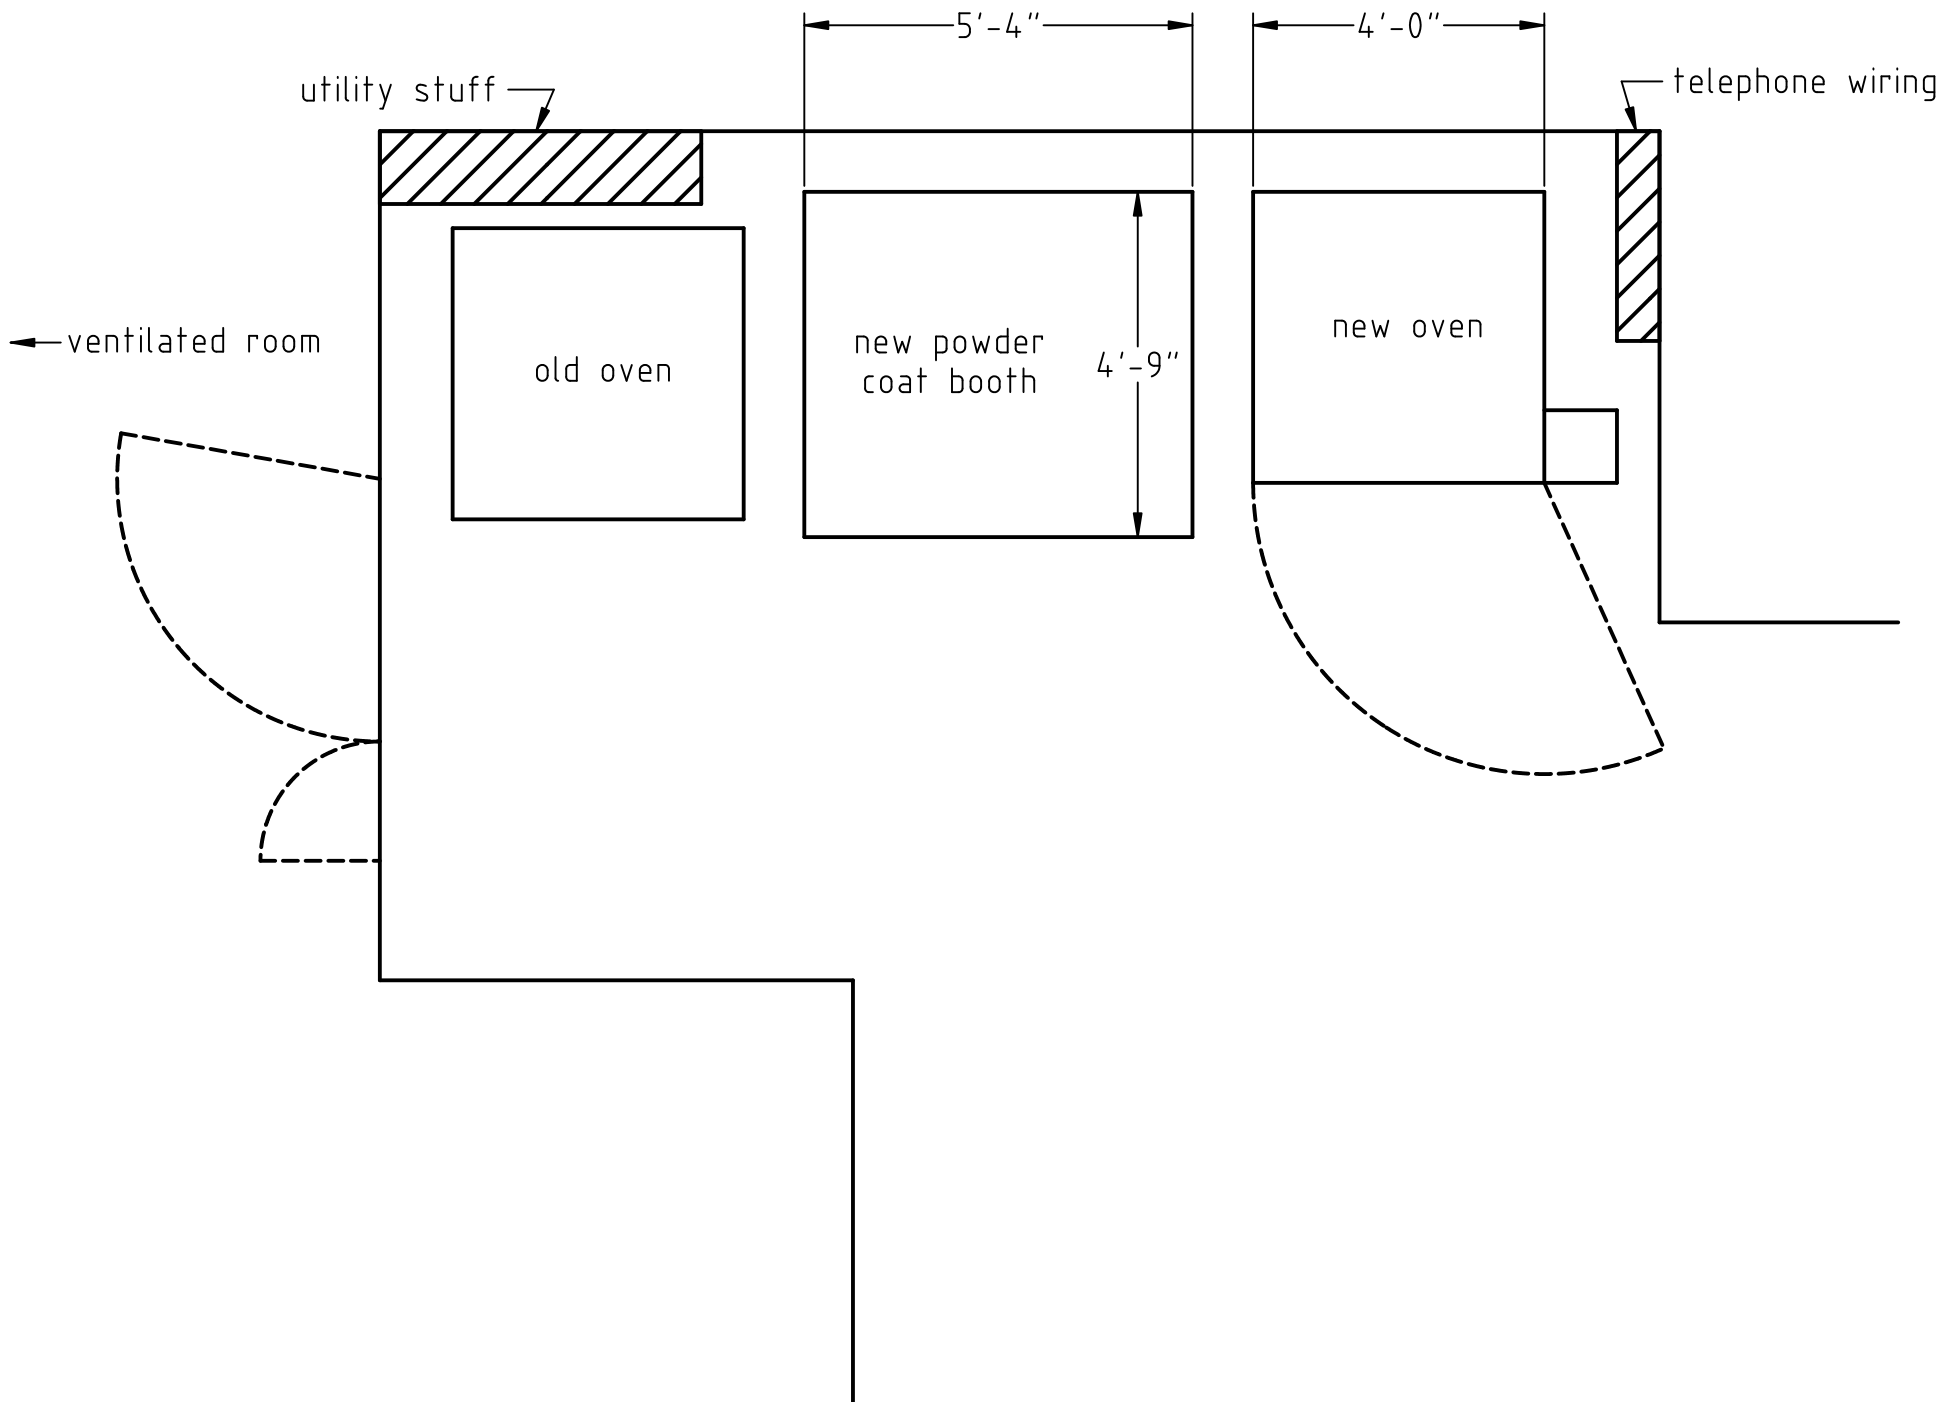 5'-4"
4'-0"
utility stuff
telephone wiring
ventilated room
old oven
new powder
coat booth
4'-9"
new oven